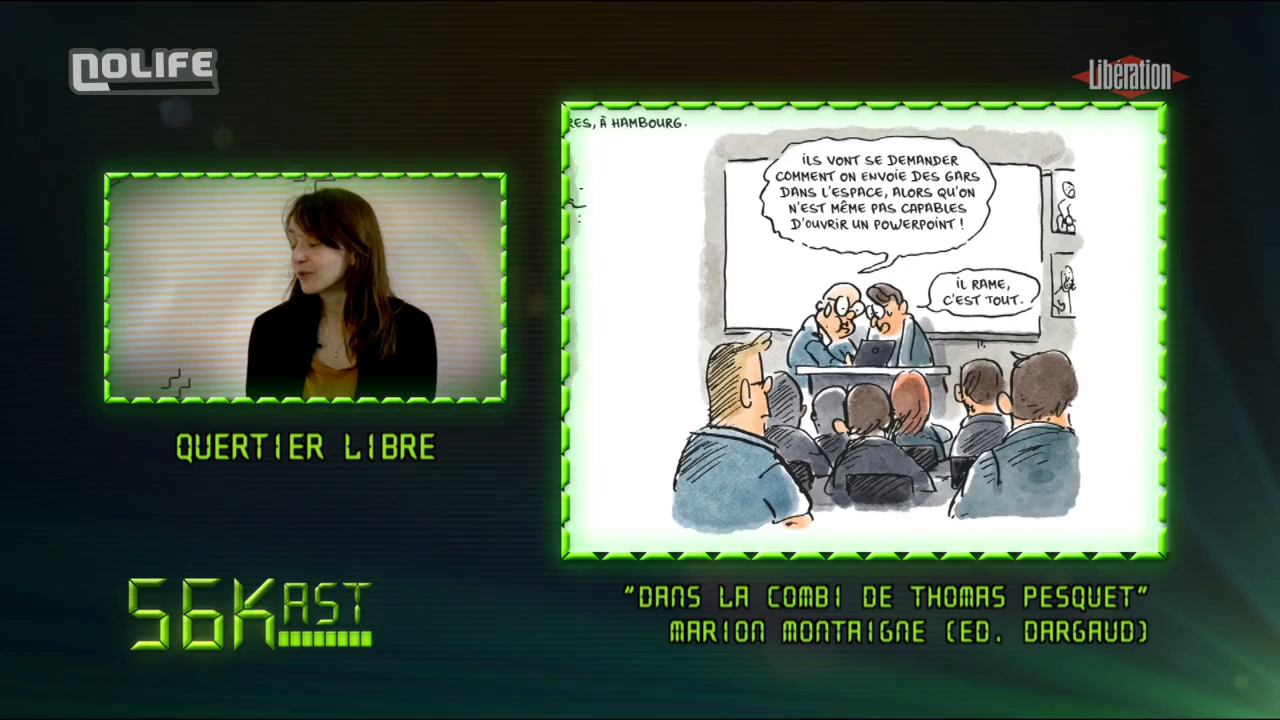 NOLIFE
Libération
RES, À HAMBOURG.
ILS VONT SE DEMANDER
COMMENT ON ENVOIE DES GARS
DANS L'ESPACE, ALORS QU'ON
N'EST MÊME PAS CAPABLES
D'OUVRIR UN POWERPOINT !
IL RAME,
C'EST TOUT.
QUERTIER LIBRE
56KAST
"DANS LA COMBI DE THOMAS PESQUET"
MARION MONTAIGNE (ED. DARGAUD)